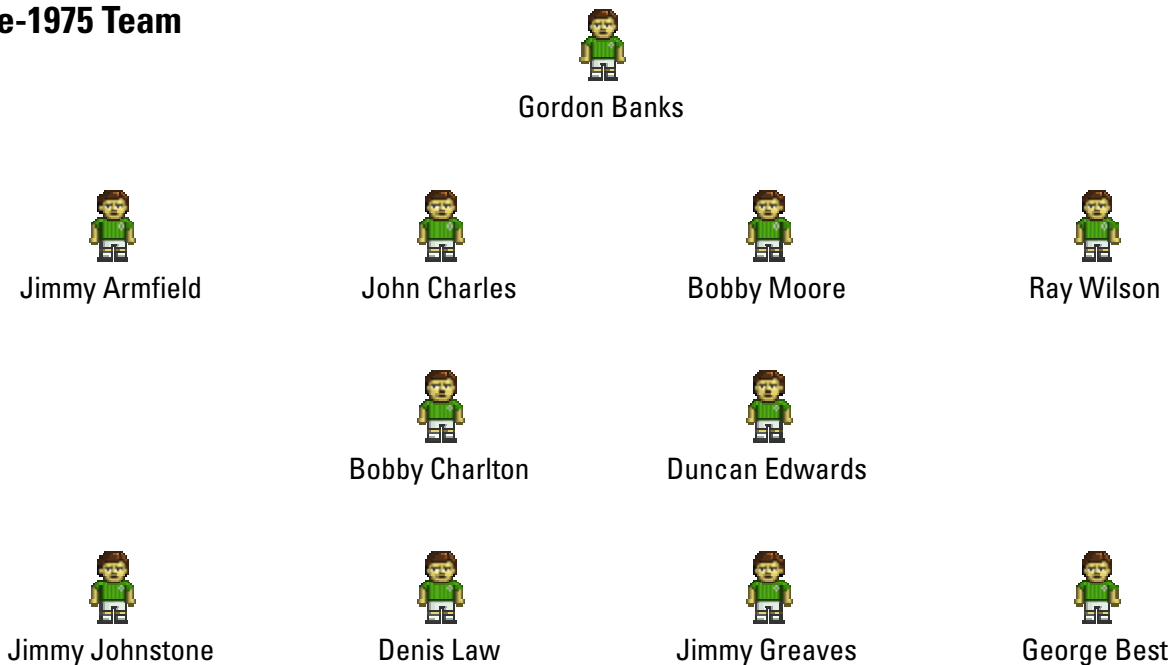 e-1975 Team
Gordon Banks
Jimmy Armfield John Charles Bobby Moore Ray Wilson
Bobby Charlton Duncan Edwards
Jimmy Johnstone Denis Law Jimmy Greaves George Best